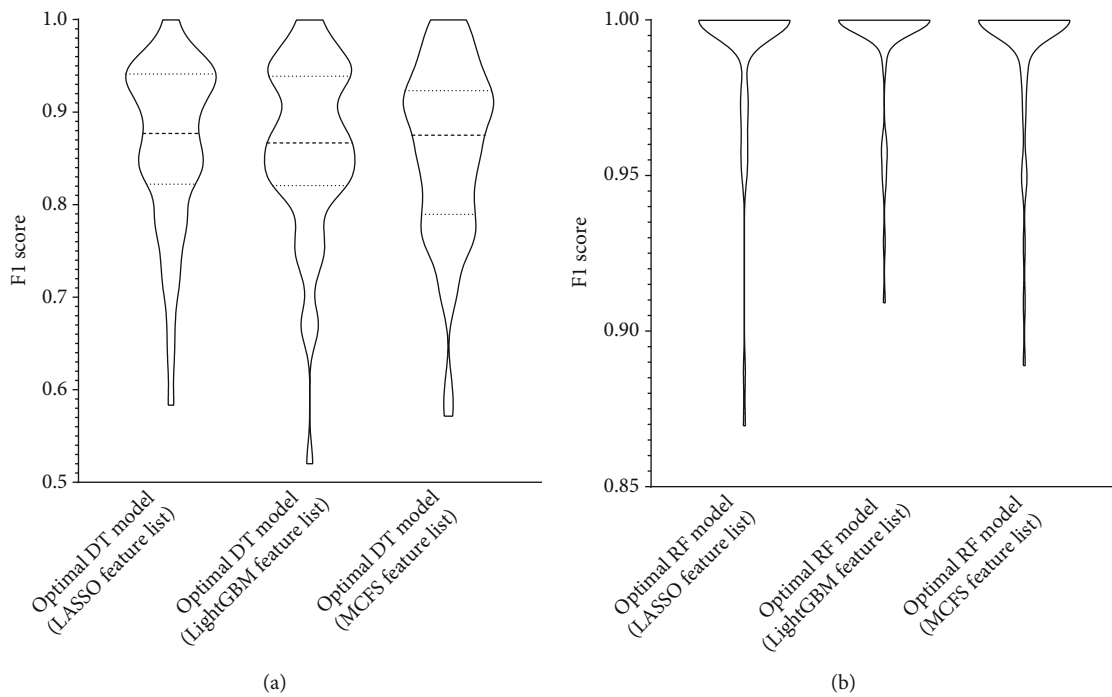 1.0
0.9
0.8
0.7
0.6
0.5
F1 score
Optimal DT model
(LASSO feature list)
Optimal DT model
(LightGBM feature list)
Optimal DT model
(MCFS feature list)
(a)
1.00
0.95
0.90
0.85
F1 score
Optimal RF model
(LASSO feature list)
Optimal RF model
(LightGBM feature list)
Optimal RF model
(MCFS feature list)
(b)